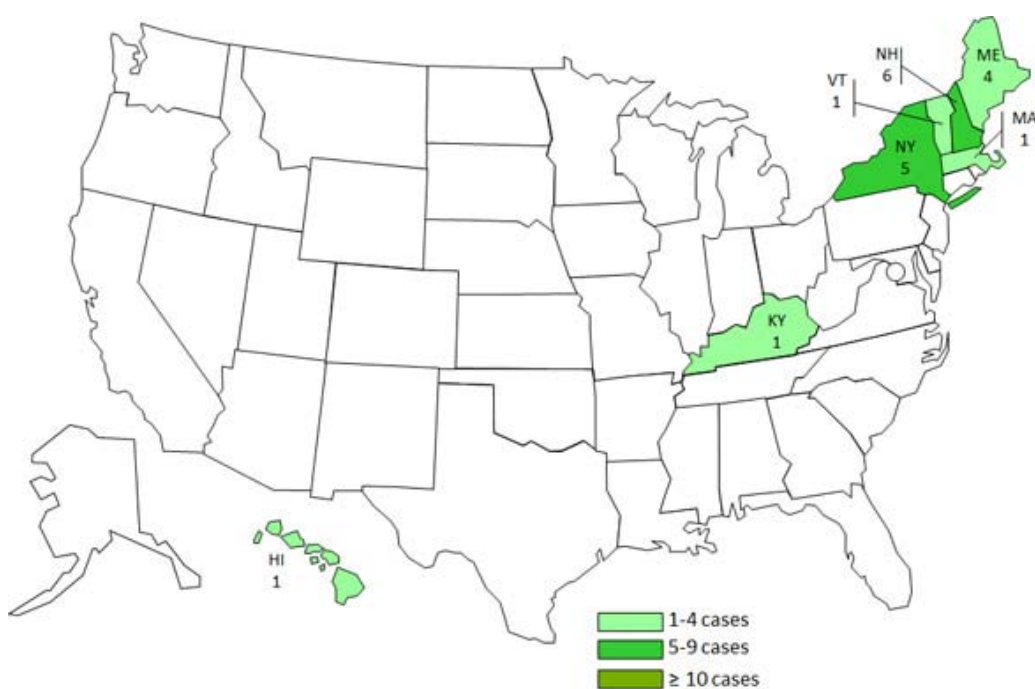 NH
6
ME
4
VT
1
MA
1
NY
5
KY
1
HI
1
1-4 cases
5-9 cases
≥ 10 cases